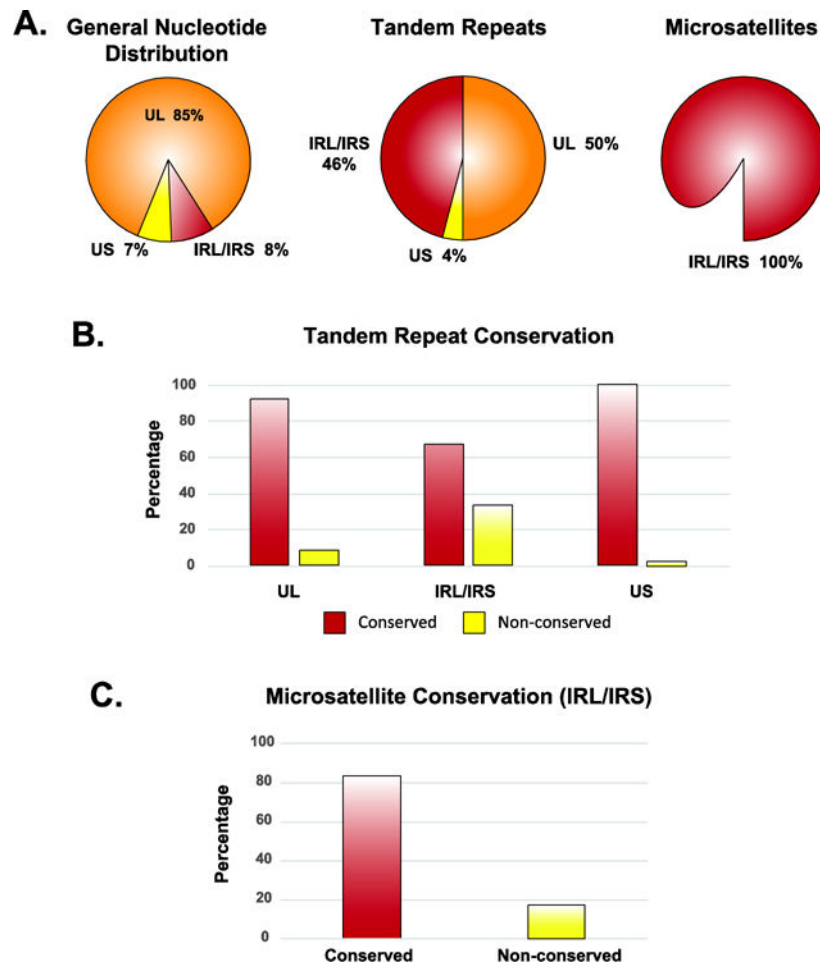 A.
General Nucleotide
Distribution
UL 85%
US 7%
IRL/IRS 8%
Tandem Repeats
IRL/IRS
46%
UL 50%
US 4%
Microsatellites
IRL/IRS 100%
B.
Tandem Repeat Conservation
Percentage
100
80
60
40
20
0
UL
IRL/IRS
US
Conserved
Non-conserved
C.
Microsatellite Conservation (IRL/IRS)
Percentage
100
80
60
40
20
0
Conserved
Non-conserved